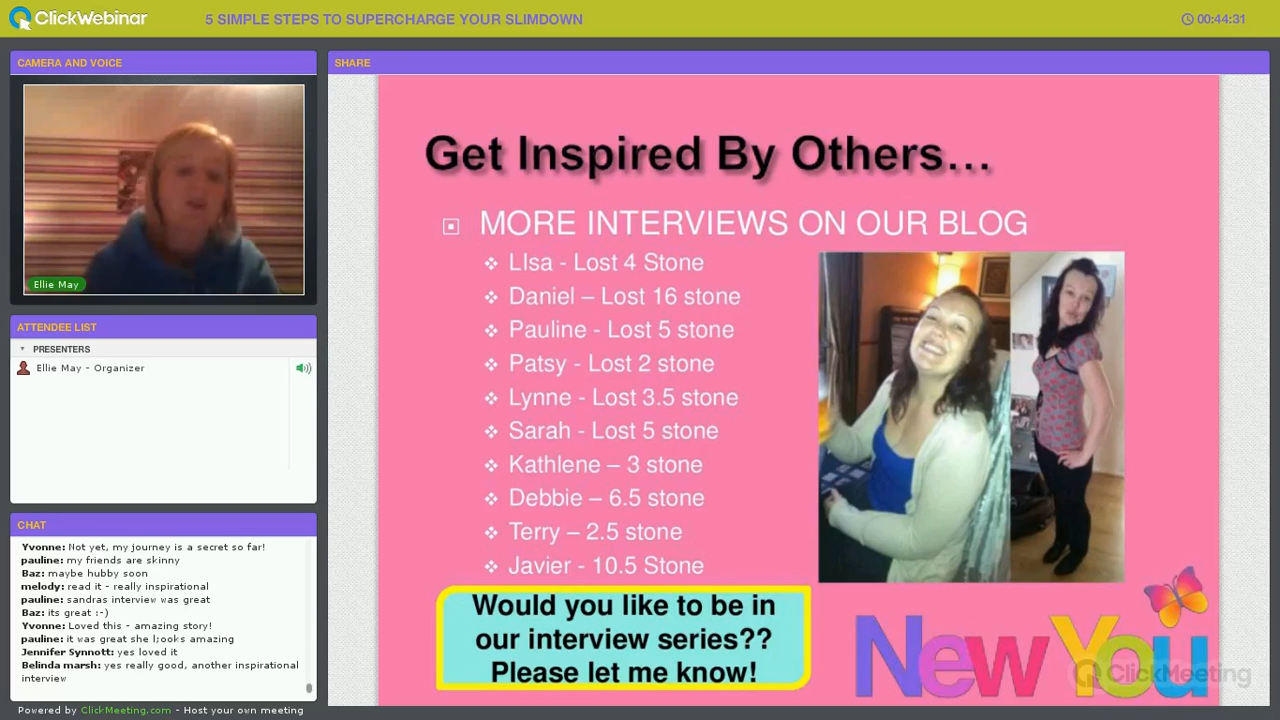 ClickWebinar
5 SIMPLE STEPS TO SUPERCHARGE YOUR SLIMDOWN
00:44:31
CAMERA AND VOICE
Ellie May
ATTENDEE LIST
PRESENTERS
Ellie May - Organizer
CHAT
Yvonne: Not yet, my journey is a secret so far!
pauline: my friends are skinny
Baz: maybe hubby soon
melody: read it - really inspirational
pauline: sandras interview was great
Baz: its great :-)
Yvonne: Loved this - amazing story!
pauline: it was great she l;ooks amazing
Jennifer Synnott: yes loved it
Belinda marsh: yes really good, another inspirational
interview
Powered by ClickMeeting.com - Host your own meeting
SHARE
Get Inspired By Others...
MORE INTERVIEWS ON OUR BLOG
LIsa - Lost 4 Stone
Daniel – Lost 16 stone
Pauline - Lost 5 stone
Patsy - Lost 2 stone
Lynne - Lost 3.5 stone
Sarah - Lost 5 stone
Kathlene – 3 stone
Debbie – 6.5 stone
Terry – 2.5 stone
Javier - 10.5 Stone
Would you like to be in
our interview series??
Please let me know!
New You
ClickMeeting